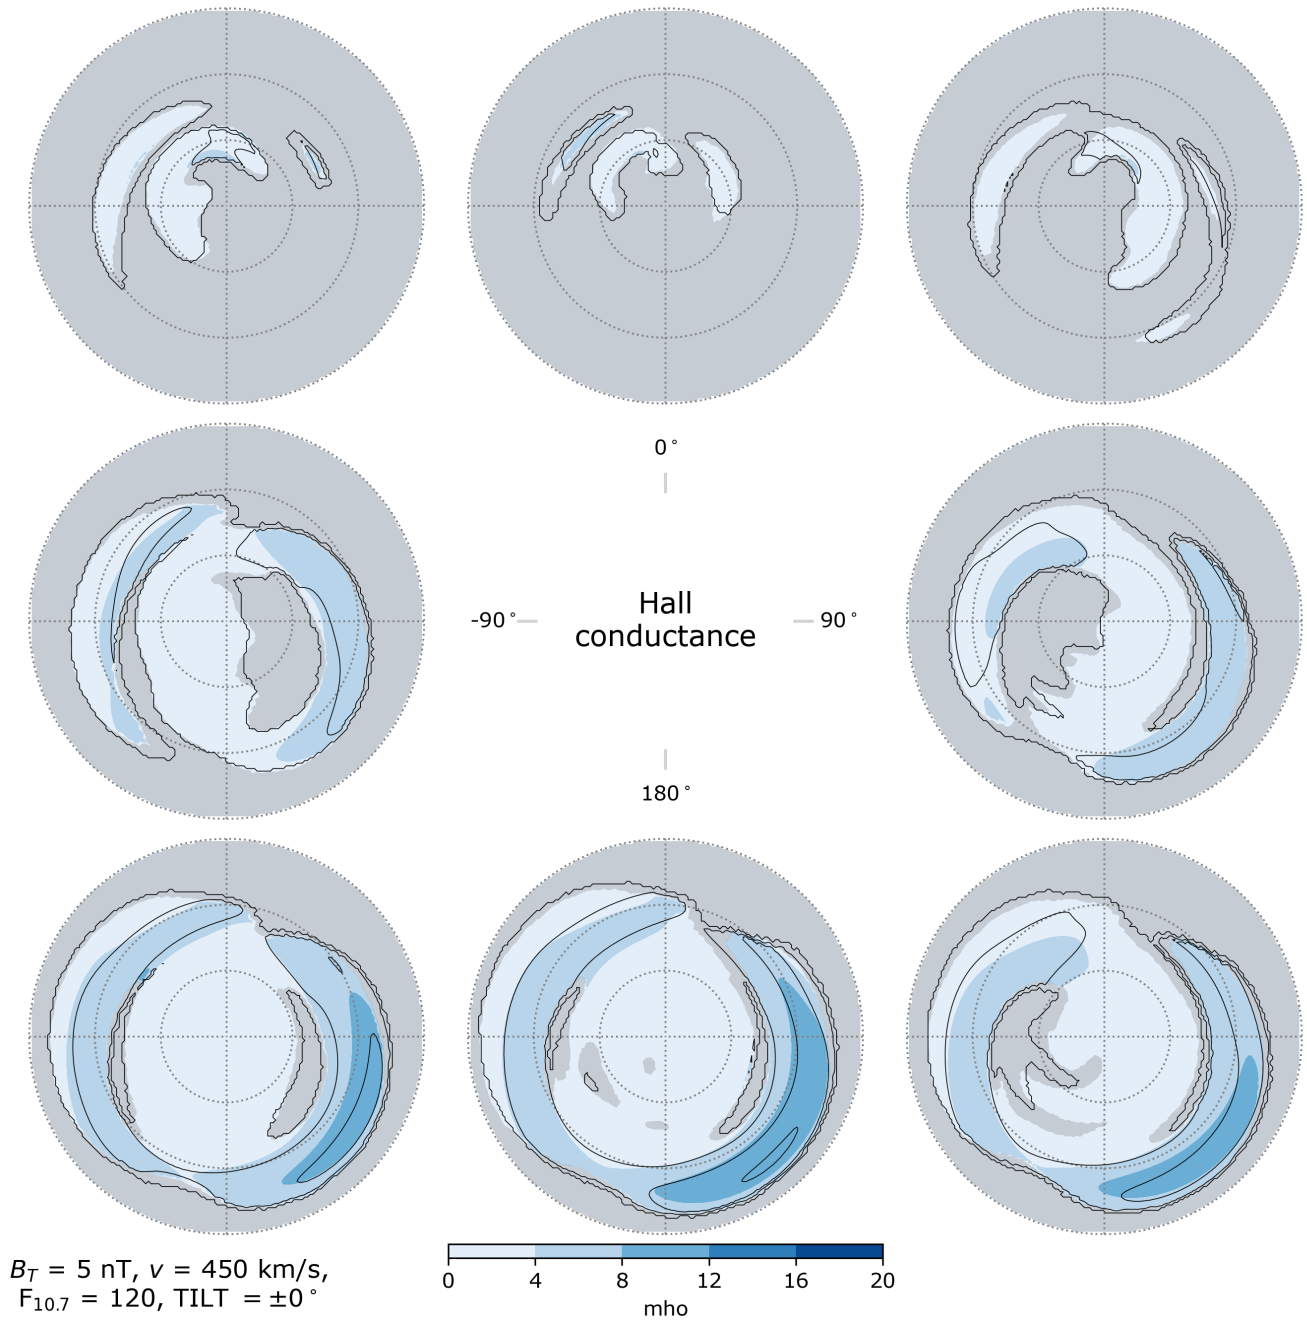 0°
-90°
Hall
conductance
90°
180°
B_T = 5 nT, v = 450 km/s,
F_10.7 = 120, TILT = ±0°
0 4 8 12 16 20
mho